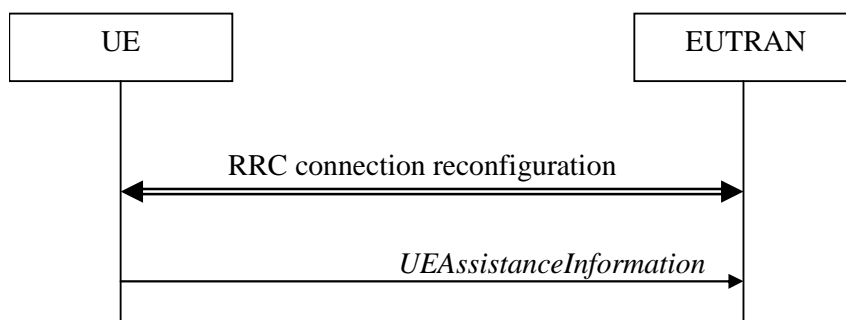 UE
EUTRAN
RRC connection reconfiguration
UEAssistanceInformation